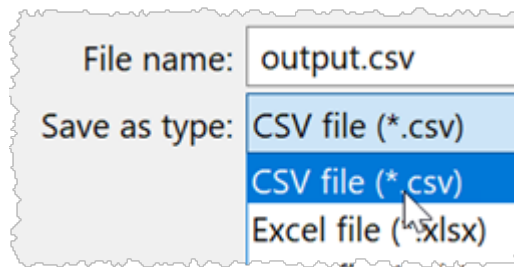 File name: output.csv
Save as type: CSV file (*.csv)
CSV file (*.csv)
Excel file (*.xlsx)